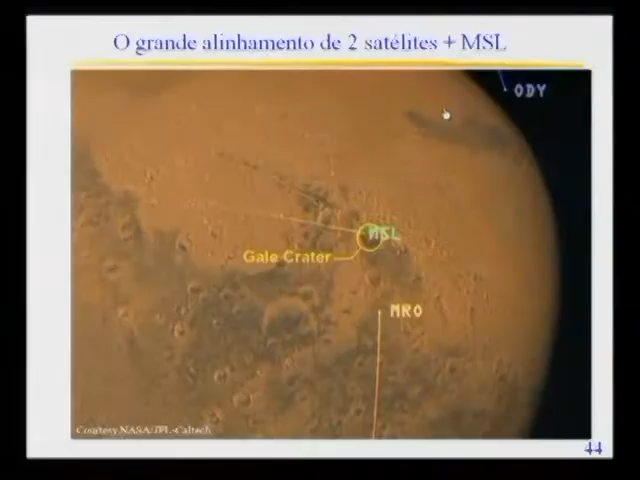 O grande alinhamento de 2 satélites + MSL
ODY
MSL
Gale Crater
MRO
Courtesy NASA/JPL-Caltech
44